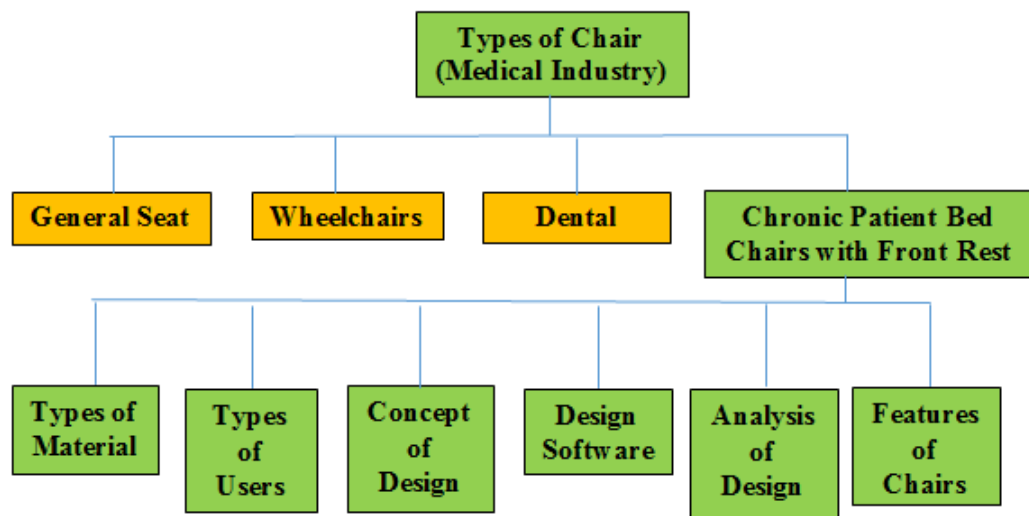 Types of Chair
(Medical Industry)
General Seat
Wheelchairs
Dental
Chronic Patient Bed
Chairs with Front Rest
Types of
Material
Types
of
Users
Concept
of
Design
Design
Software
Analysis
of
Design
Features
of
Chairs